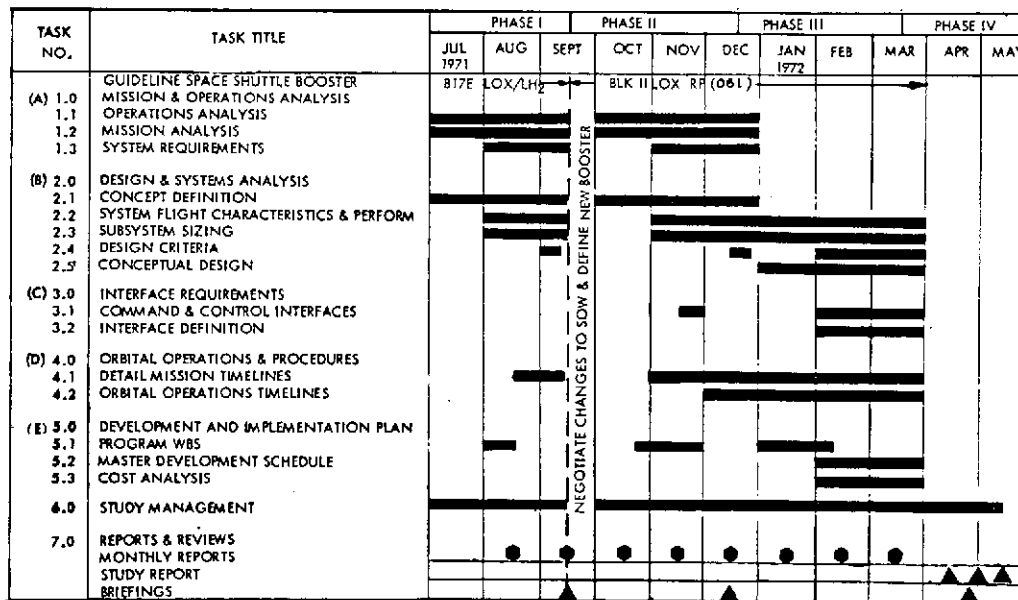 TASK NO.
TASK TITLE
PHASE I
PHASE II
PHASE III
PHASE IV
JUL 1971
AUG
SEPT
OCT
NOV
DEC
JAN 1972
FEB
MAR
APR
MAY
GUIDELINE SPACE SHUTTLE BOOSTER
B17E LOX/LH2
BLK II LOX RP (061)
(A) 1.0 MISSION & OPERATIONS ANALYSIS
1.1 OPERATIONS ANALYSIS
1.2 MISSION ANALYSIS
1.3 SYSTEM REQUIREMENTS
(B) 2.0 DESIGN & SYSTEMS ANALYSIS
2.1 CONCEPT DEFINITION
2.2 SYSTEM FLIGHT CHARACTERISTICS & PERFORM
2.3 SUBSYSTEM SIZING
2.4 DESIGN CRITERIA
2.5 CONCEPTUAL DESIGN
(C) 3.0 INTERFACE REQUIREMENTS
3.1 COMMAND & CONTROL INTERFACES
3.2 INTERFACE DEFINITION
(D) 4.0 ORBITAL OPERATIONS & PROCEDURES
4.1 DETAIL MISSION TIMELINES
4.2 ORBITAL OPERATIONS TIMELINES
(E) 5.0 DEVELOPMENT AND IMPLEMENTATION PLAN
5.1 PROGRAM WBS
5.2 MASTER DEVELOPMENT SCHEDULE
5.3 COST ANALYSIS
6.0 STUDY MANAGEMENT
7.0 REPORTS & REVIEWS
MONTHLY REPORTS
STUDY REPORT
BRIEFINGS
NEGOTIATE CHANGES TO SOW & DEFINE NEW BOOSTER